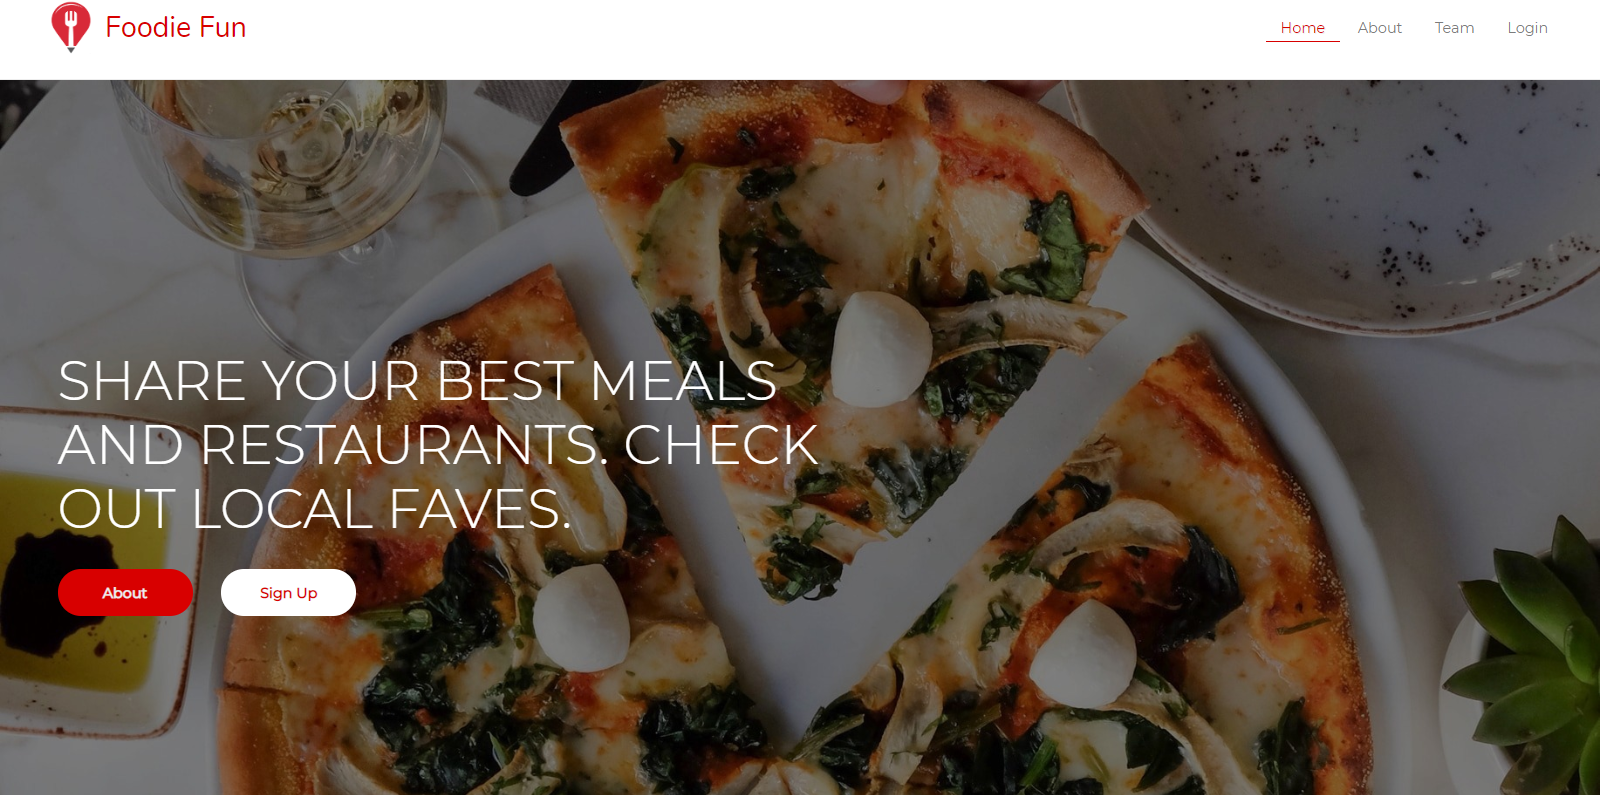 Foodie Fun
Home About Team Login
SHARE YOUR BEST MEALS
AND RESTAURANTS. CHECK
OUT LOCAL FAVES.
About Sign Up